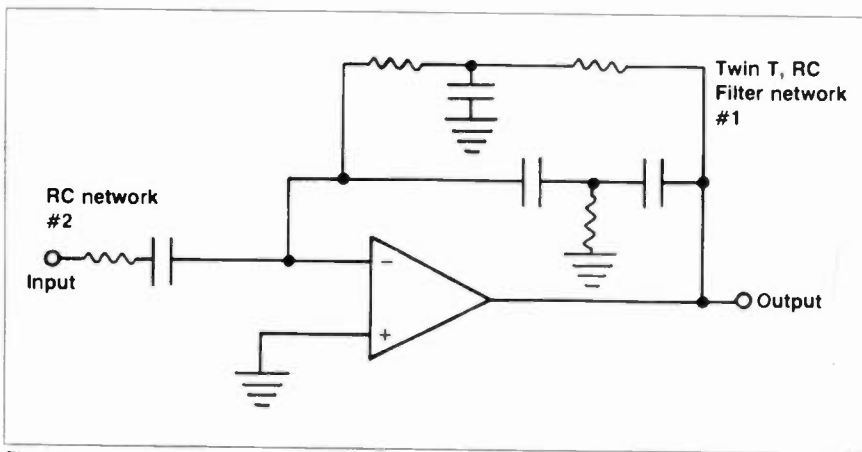 Twin T, RC
Filter network
#1
RC network
#2
Input
−
+
Output